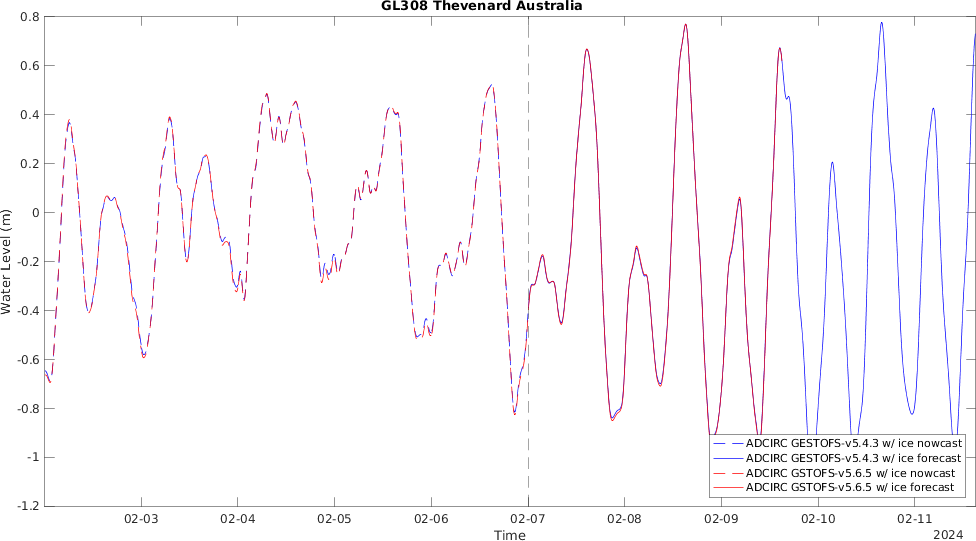 GL308 Thevenard Australia
0.8
0.6
0.4
0.2
0
-0.2
-0.4
-0.6
-0.8
-1
-1.2
Water Level (m)
ADCIRC GESTOFS-v5.4.3 w/ ice nowcast
ADCIRC GESTOFS-v5.4.3 w/ ice forecast
ADCIRC GSTOFS-v5.6.5 w/ ice nowcast
ADCIRC GSTOFS-v5.6.5 w/ ice forecast
02-03 02-04 02-05 02-06 02-07 02-08 02-09 02-10 02-11
Time
2024